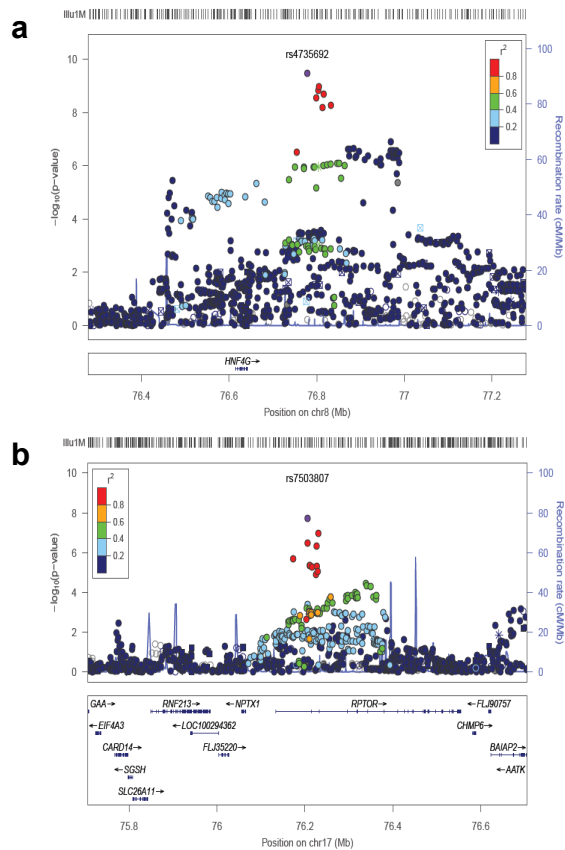 Illu1M
a
rs4735692
r²
0.8
0.6
0.4
0.2
10
8
6
4
2
0
−log10(p−value)
100
80
60
40
20
0
Recombination rate (cM/Mb)
HNF4G→
76.4 76.6 76.8 77 77.2
Position on chr8 (Mb)
Illu1M
b
rs7503807
r²
0.8
0.6
0.4
0.2
10
8
6
4
2
0
−log10(p−value)
100
80
60
40
20
0
Recombination rate (cM/Mb)
GAA→ RNF213→ ←NPTX1 RPTOR→ ←FLJ90757
←EIF4A3 ←LOC100294362 CHMP6→
CARD14→ FLJ35220→ BAIAP2→
←SGSH ←AATK
SLC26A11→
75.8 76 76.2 76.4 76.6
Position on chr17 (Mb)